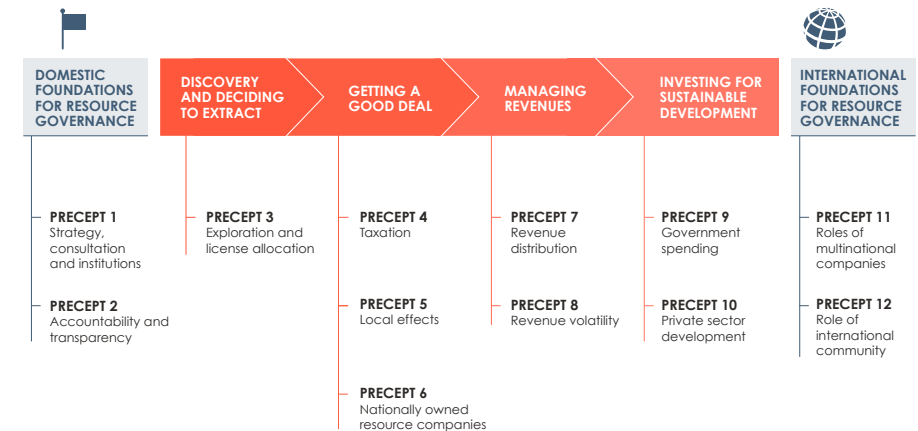 DOMESTIC
FOUNDATIONS
FOR RESOURCE
GOVERNANCE
DISCOVERY
AND DECIDING
TO EXTRACT
GETTING A
GOOD DEAL
MANAGING
REVENUES
INVESTING FOR
SUSTAINABLE
DEVELOPMENT
INTERNATIONAL
FOUNDATIONS
FOR RESOURCE
GOVERNANCE
PRECEPT 1
Strategy,
consultation
and institutions
PRECEPT 2
Accountability and
transparency
PRECEPT 3
Exploration and
license allocation
PRECEPT 4
Taxation
PRECEPT 5
Local effects
PRECEPT 6
Nationally owned
resource companies
PRECEPT 7
Revenue
distribution
PRECEPT 8
Revenue volatility
PRECEPT 9
Government
spending
PRECEPT 10
Private sector
development
PRECEPT 11
Roles of
multinational
companies
PRECEPT 12
Role of
international
community